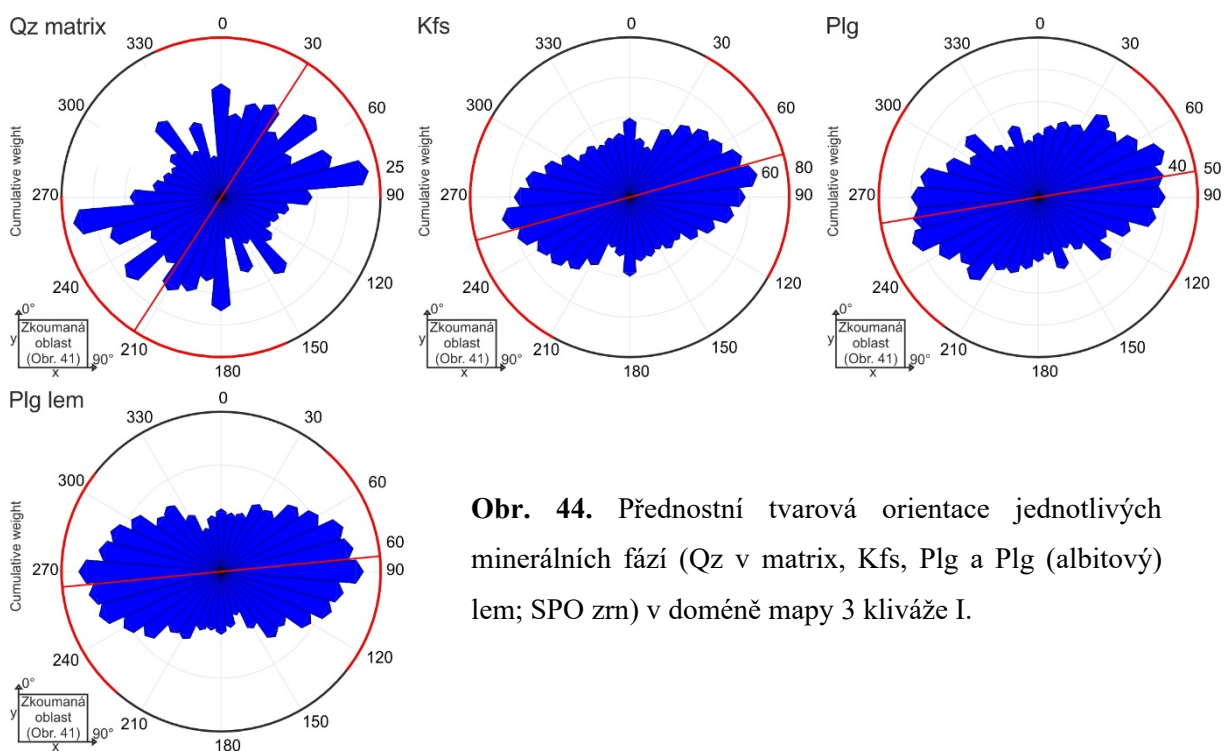 Qz matrix
0
30
60
25
90
120
150
180
210
240
270
300
330
Cumulative weight
0°
y
Zkoumaná
oblast
(Obr. 41)
90°
x
Kfs
0
30
60
80
60
90
120
150
180
210
240
270
300
330
Cumulative weight
0°
y
Zkoumaná
oblast
(Obr. 41)
90°
x
Plg
0
30
60
40
50
90
120
150
180
210
240
270
300
330
Cumulative weight
0°
y
Zkoumaná
oblast
(Obr. 41)
90°
x
Plg lem
0
30
60
60
90
120
150
180
210
240
270
300
330
Cumulative weight
0°
y
Zkoumaná
oblast
(Obr. 41)
90°
x
Obr. 44. Přednostní tvarová orientace jednotlivých
minerálních fází (Qz v matrix, Kfs, Plg a Plg (albitový)
lem; SPO zrn) v doméně mapy 3 kliváže I.